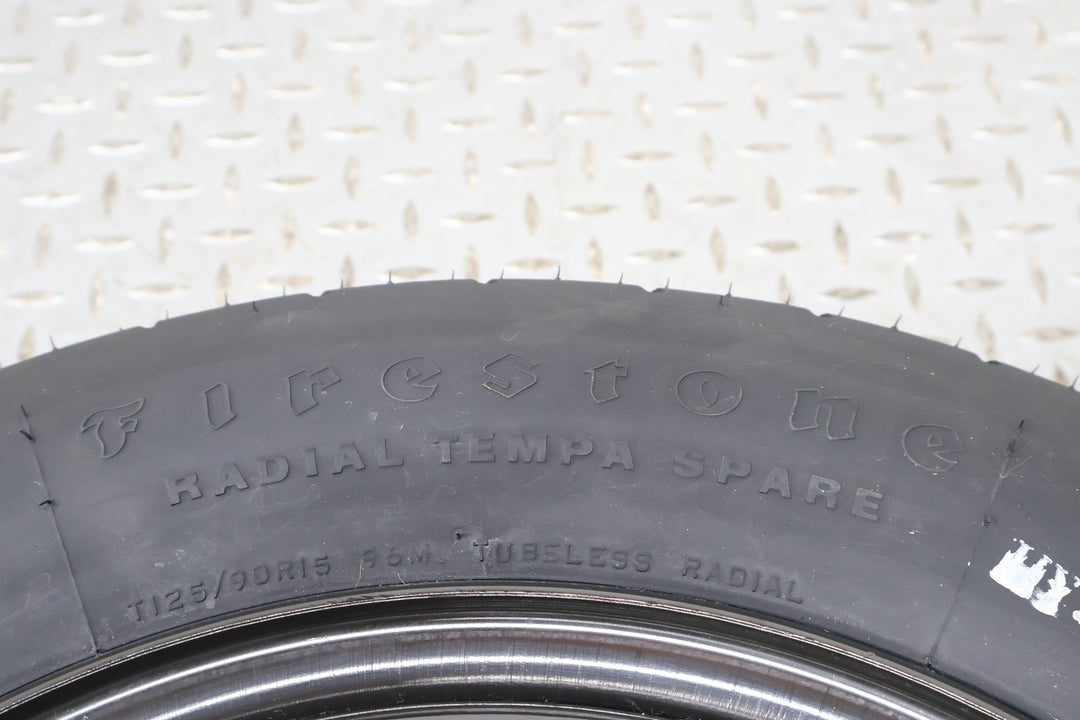 Firestone
RADIAL TEMPA SPARE
T125/90R15 96M TUBELESS RADIAL